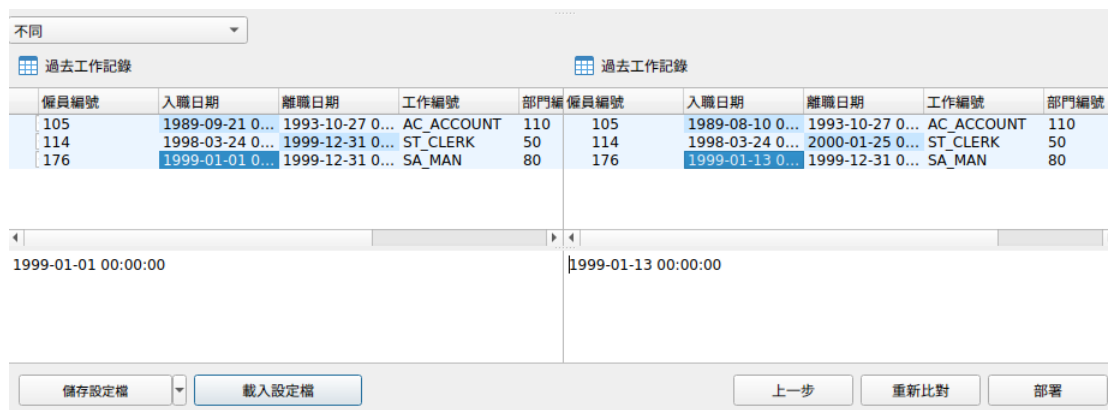 不同
過去工作記錄 過去工作記錄
僱員編號 入職日期 離職日期 工作編號 部門編 僱員編號 入職日期 離職日期 工作編號 部門編號
105 1989-09-21 0... 1993-10-27 0... AC_ACCOUNT 110 105 1989-08-10 0... 1993-10-27 0... AC_ACCOUNT 110
114 1998-03-24 0... 1999-12-31 0... ST_CLERK 50 114 1998-03-24 0... 2000-01-25 0... ST_CLERK 50
176 1999-01-01 0... 1999-12-31 0... SA_MAN 80 176 1999-01-13 0... 1999-12-31 0... SA_MAN 80
1999-01-01 00:00:00 1999-01-13 00:00:00
儲存設定檔 載入設定檔 上一步 重新比對 部署